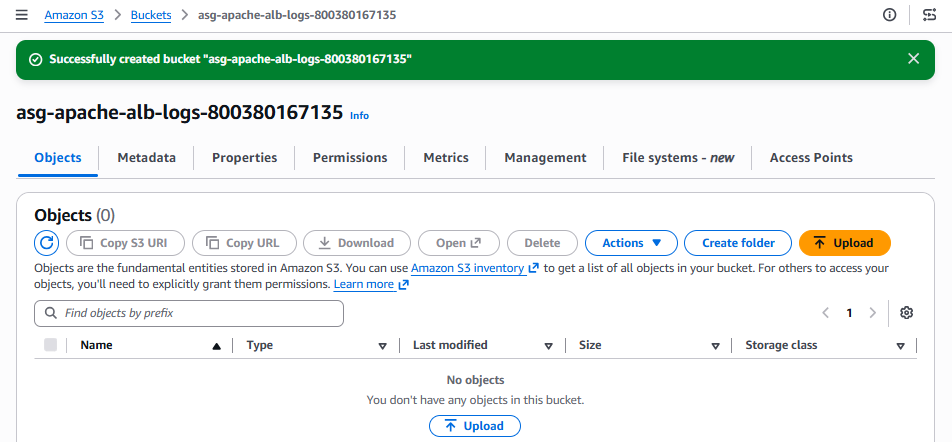 Amazon S3 > Buckets > asg-apache-alb-logs-800380167135
Successfully created bucket "asg-apache-alb-logs-800380167135"
asg-apache-alb-logs-800380167135 Info
Objects Metadata Properties Permissions Metrics Management File systems - new Access Points
Objects (0)
Copy S3 URI Copy URL Download Open Delete Actions Create folder Upload
Objects are the fundamental entities stored in Amazon S3. You can use Amazon S3 inventory to get a list of all objects in your bucket. For others to access your
objects, you'll need to explicitly grant them permissions. Learn more
Find objects by prefix 1
Name Type Last modified Size Storage class
No objects
You don't have any objects in this bucket.
Upload